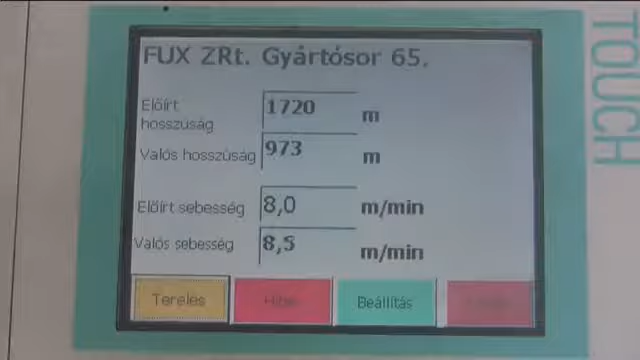 FUX ZRt. Gyártósor 65.
Előírt hosszúság 1720 m
Valós hosszúság 973 m
Előírt sebesség 8,0 m/min
Valós sebesség 8,5 m/min
Terelés Beállítás
TOUCH